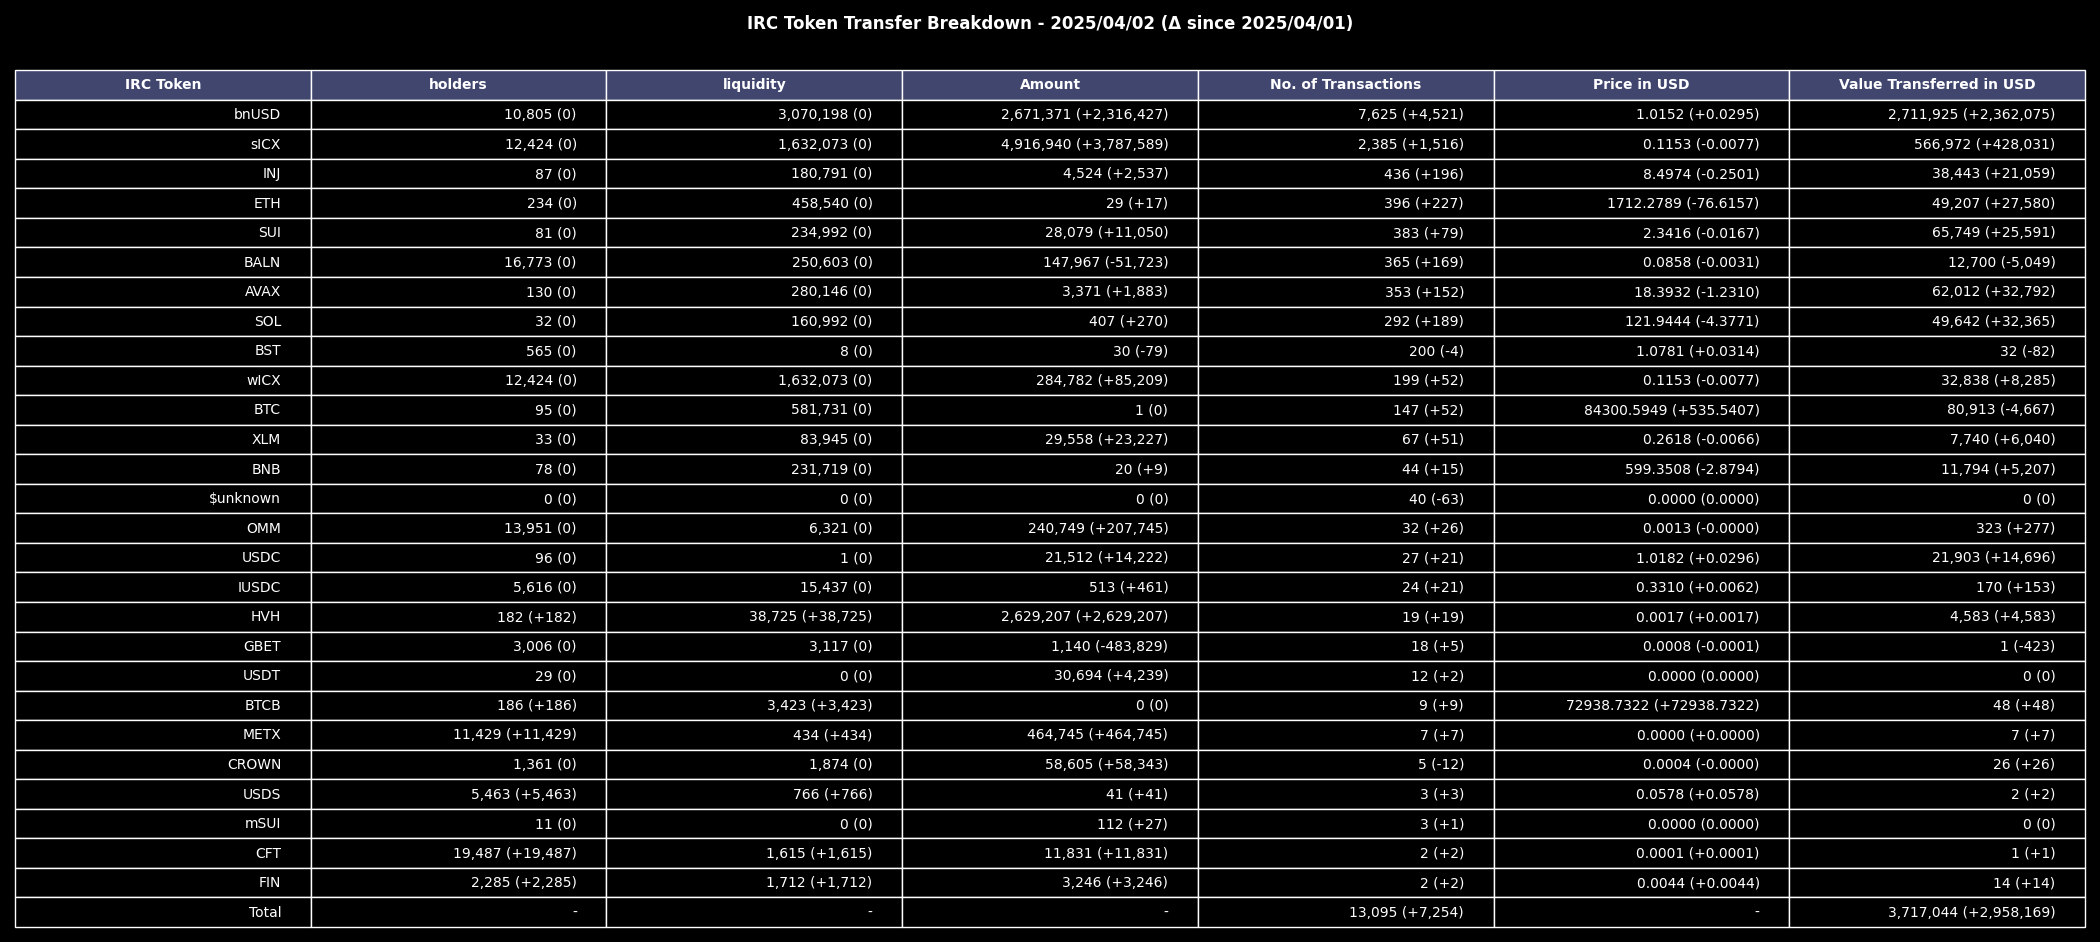 IRC Token Transfer Breakdown - 2025/04/02 (Δ since 2025/04/01)
IRC Token holders liquidity Amount No. of Transactions Price in USD Value Transferred in USD
bnUSD 10,805 (0) 3,070,198 (0) 2,671,371 (+2,316,427) 7,625 (+4,521) 1.0152 (+0.0295) 2,711,925 (+2,362,075)
sICX 12,424 (0) 1,632,073 (0) 4,916,940 (+3,787,589) 2,385 (+1,516) 0.1153 (-0.0077) 566,972 (+428,031)
INJ 87 (0) 180,791 (0) 4,524 (+2,537) 436 (+196) 8.4974 (-0.2501) 38,443 (+21,059)
ETH 234 (0) 458,540 (0) 29 (+17) 396 (+227) 1712.2789 (-76.6157) 49,207 (+27,580)
SUI 81 (0) 234,992 (0) 28,079 (+11,050) 383 (+79) 2.3416 (-0.0167) 65,749 (+25,591)
BALN 16,773 (0) 250,603 (0) 147,967 (-51,723) 365 (+169) 0.0858 (-0.0031) 12,700 (-5,049)
AVAX 130 (0) 280,146 (0) 3,371 (+1,883) 353 (+152) 18.3932 (-1.2310) 62,012 (+32,792)
SOL 32 (0) 160,992 (0) 407 (+270) 292 (+189) 121.9444 (-4.3771) 49,642 (+32,365)
BST 565 (0) 8 (0) 30 (-79) 200 (-4) 1.0781 (+0.0314) 32 (-82)
wICX 12,424 (0) 1,632,073 (0) 284,782 (+85,209) 199 (+52) 0.1153 (-0.0077) 32,838 (+8,285)
BTC 95 (0) 581,731 (0) 1 (0) 147 (+52) 84300.5949 (+535.5407) 80,913 (-4,667)
XLM 33 (0) 83,945 (0) 29,558 (+23,227) 67 (+51) 0.2618 (-0.0066) 7,740 (+6,040)
BNB 78 (0) 231,719 (0) 20 (+9) 44 (+15) 599.3508 (-2.8794) 11,794 (+5,207)
$unknown 0 (0) 0 (0) 0 (0) 40 (-63) 0.0000 (0.0000) 0 (0)
OMM 13,951 (0) 6,321 (0) 240,749 (+207,745) 32 (+26) 0.0013 (-0.0000) 323 (+277)
USDC 96 (0) 1 (0) 21,512 (+14,222) 27 (+21) 1.0182 (+0.0296) 21,903 (+14,696)
IUSDC 5,616 (0) 15,437 (0) 513 (+461) 24 (+21) 0.3310 (+0.0062) 170 (+153)
HVH 182 (+182) 38,725 (+38,725) 2,629,207 (+2,629,207) 19 (+19) 0.0017 (+0.0017) 4,583 (+4,583)
GBET 3,006 (0) 3,117 (0) 1,140 (-483,829) 18 (+5) 0.0008 (-0.0001) 1 (-423)
USDT 29 (0) 0 (0) 30,694 (+4,239) 12 (+2) 0.0000 (0.0000) 0 (0)
BTCB 186 (+186) 3,423 (+3,423) 0 (0) 9 (+9) 72938.7322 (+72938.7322) 48 (+48)
METX 11,429 (+11,429) 434 (+434) 464,745 (+464,745) 7 (+7) 0.0000 (+0.0000) 7 (+7)
CROWN 1,361 (0) 1,874 (0) 58,605 (+58,343) 5 (-12) 0.0004 (-0.0000) 26 (+26)
USDS 5,463 (+5,463) 766 (+766) 41 (+41) 3 (+3) 0.0578 (+0.0578) 2 (+2)
mSUI 11 (0) 0 (0) 112 (+27) 3 (+1) 0.0000 (0.0000) 0 (0)
CFT 19,487 (+19,487) 1,615 (+1,615) 11,831 (+11,831) 2 (+2) 0.0001 (+0.0001) 1 (+1)
FIN 2,285 (+2,285) 1,712 (+1,712) 3,246 (+3,246) 2 (+2) 0.0044 (+0.0044) 14 (+14)
Total - - - 13,095 (+7,254) - 3,717,044 (+2,958,169)